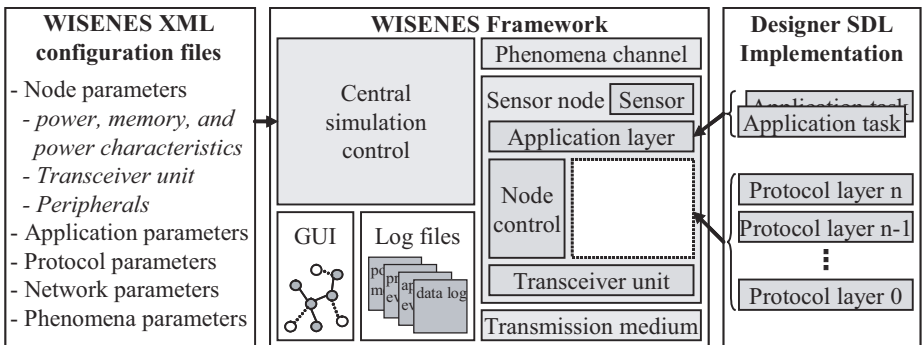 WISENES XML
configuration files
- Node parameters
- power, memory, and
power characteristics
- Transceiver unit
- Peripherals
- Application parameters
- Protocol parameters
- Network parameters
- Phenomena parameters
WISENES Framework
Central
simulation
control
GUI
Log files
data log
Phenomena channel
Sensor node
Sensor
Application layer
Node
control
Transceiver unit
Transmission medium
Designer SDL
Implementation
Application task
Application task
Protocol layer n
Protocol layer n-1
Protocol layer 0